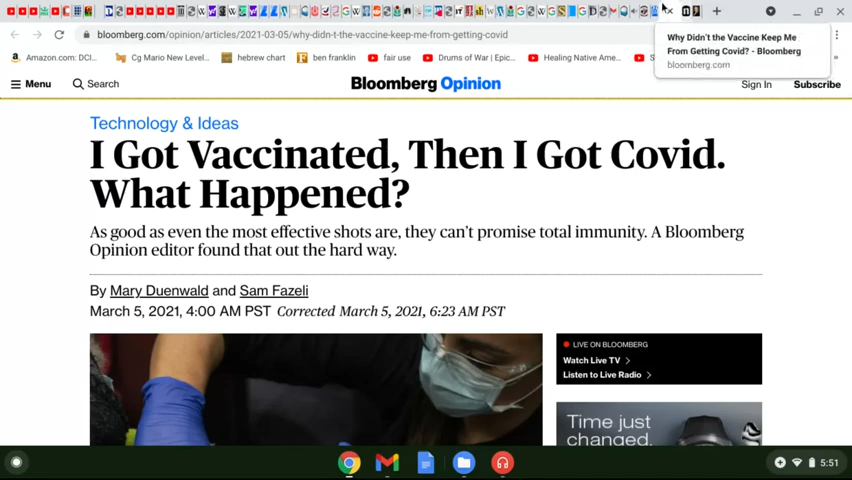 Why Didn't the Vaccine Keep Me
From Getting Covid? - Bloomberg
bloomberg.com
bloomberg.com/opinion/articles/2021-03-05/why-didn-t-the-vaccine-keep-me-from-getting-covid
Amazon.com: DCI... Cg Mario New Level... hebrew chart ben franklin fair use Drums of War | Epic... Healing Native Ame...
Menu Search Bloomberg Opinion Sign In Subscribe
Technology & Ideas
I Got Vaccinated, Then I Got Covid.
What Happened?
As good as even the most effective shots are, they can't promise total immunity. A Bloomberg
Opinion editor found that out the hard way.
By Mary Duenwald and Sam Fazeli
March 5, 2021, 4:00 AM PST Corrected March 5, 2021, 6:23 AM PST
LIVE ON BLOOMBERG
Watch Live TV
Listen to Live Radio
Time just
changed.
5:51